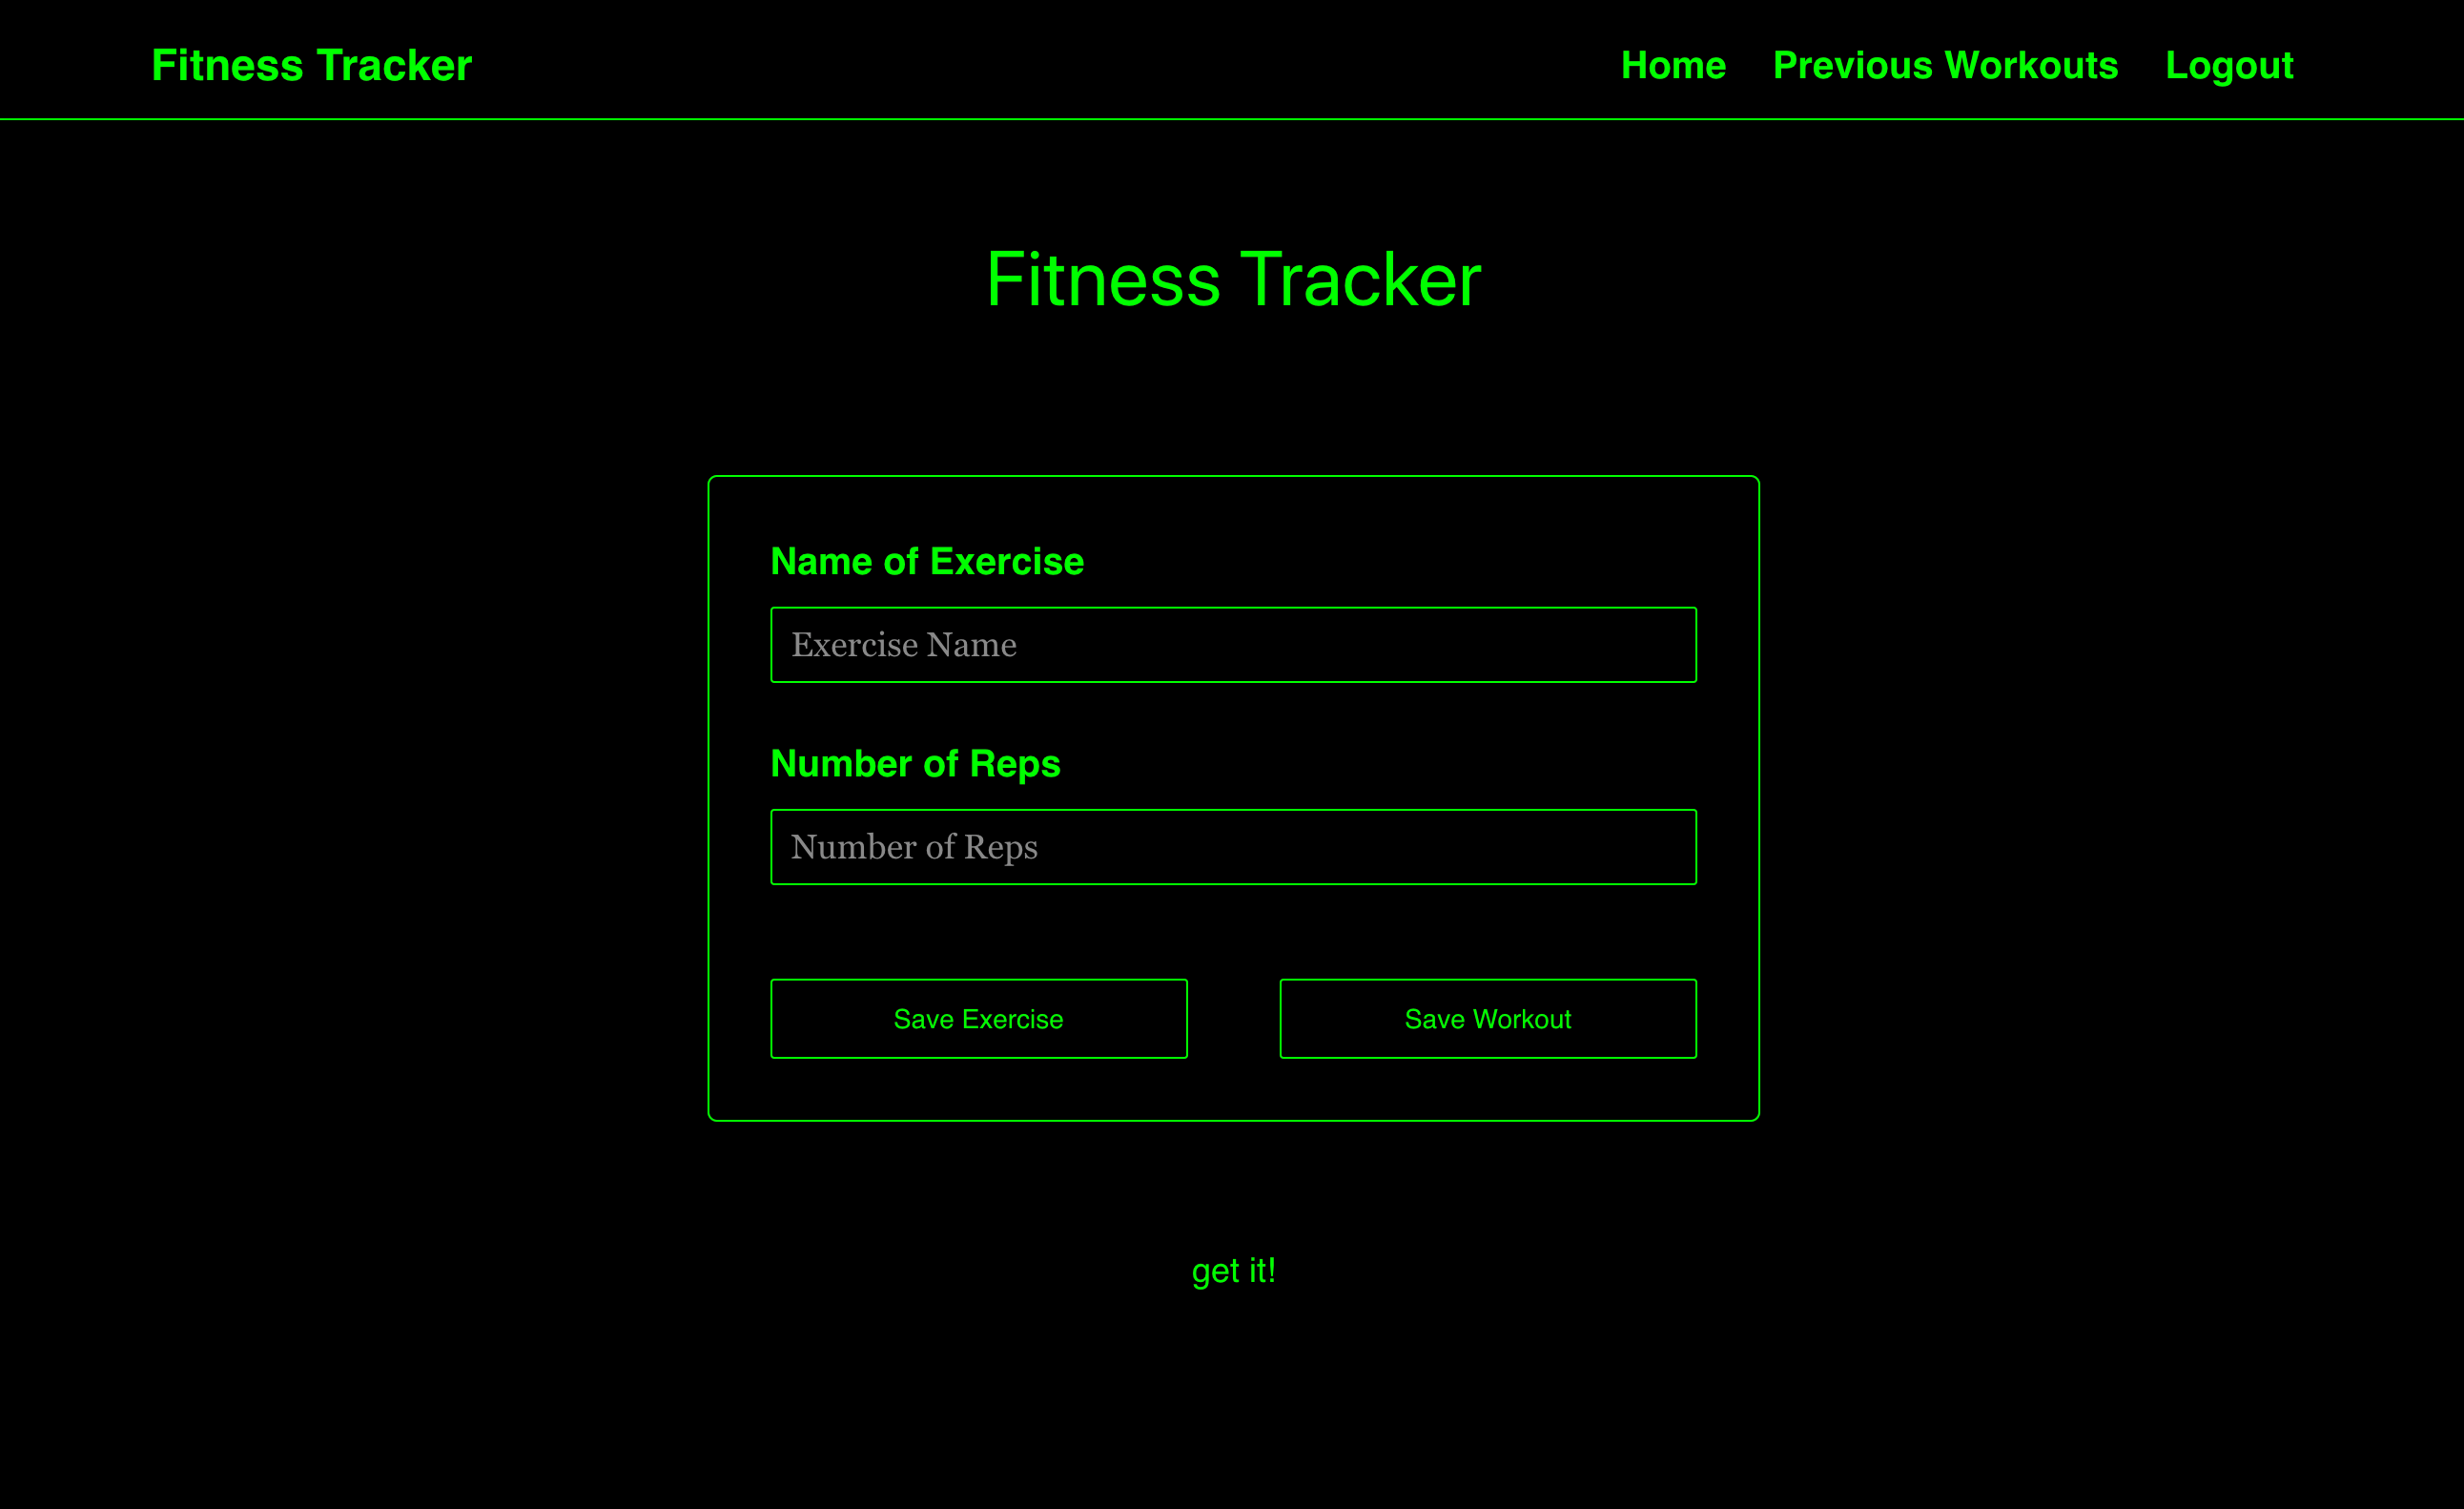 Fitness Tracker
Home Previous Workouts Logout
Fitness Tracker
Name of Exercise
Exercise Name
Number of Reps
Number of Reps
Save Exercise Save Workout
get it!